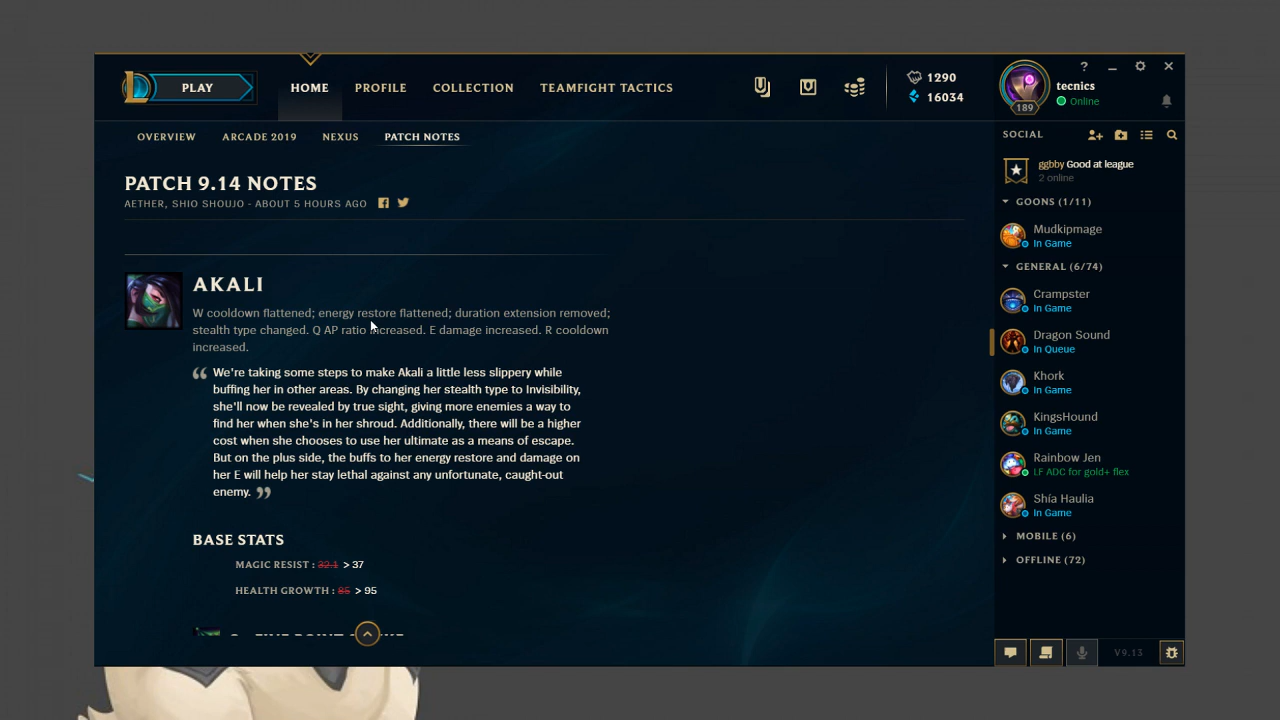 PLAY
HOME
PROFILE
COLLECTION
TEAMFIGHT TACTICS
1290
16034
?
189
tecnics
Online
OVERVIEW
ARCADE 2019
NEXUS
PATCH NOTES
PATCH 9.14 NOTES
AETHER, SHIO SHOUJO - ABOUT 5 HOURS AGO
AKALI
W cooldown flattened; energy restore flattened; duration extension removed;
stealth type changed. Q AP ratio increased. E damage increased. R cooldown
increased.
“ We're taking some steps to make Akali a little less slippery while
buffing her in other areas. By changing her stealth type to Invisibility,
she'll now be revealed by true sight, giving more enemies a way to
find her when she's in her shroud. Additionally, there will be a higher
cost when she chooses to use her ultimate as a means of escape.
But on the plus side, the buffs to her energy restore and damage on
her E will help her stay lethal against any unfortunate, caught-out
enemy. ”
BASE STATS
MAGIC RESIST : 32.1 > 37
HEALTH GROWTH : 85 > 95
SOCIAL
ggbby Good at league
2 online
GOONS (1/11)
Mudkipmage
In Game
GENERAL (6/74)
Crampster
In Game
Dragon Sound
In Queue
Khork
In Game
KingsHound
In Game
Rainbow Jen
LF ADC for gold+ flex
Shía Haulia
In Game
MOBILE (6)
OFFLINE (72)
V9.13